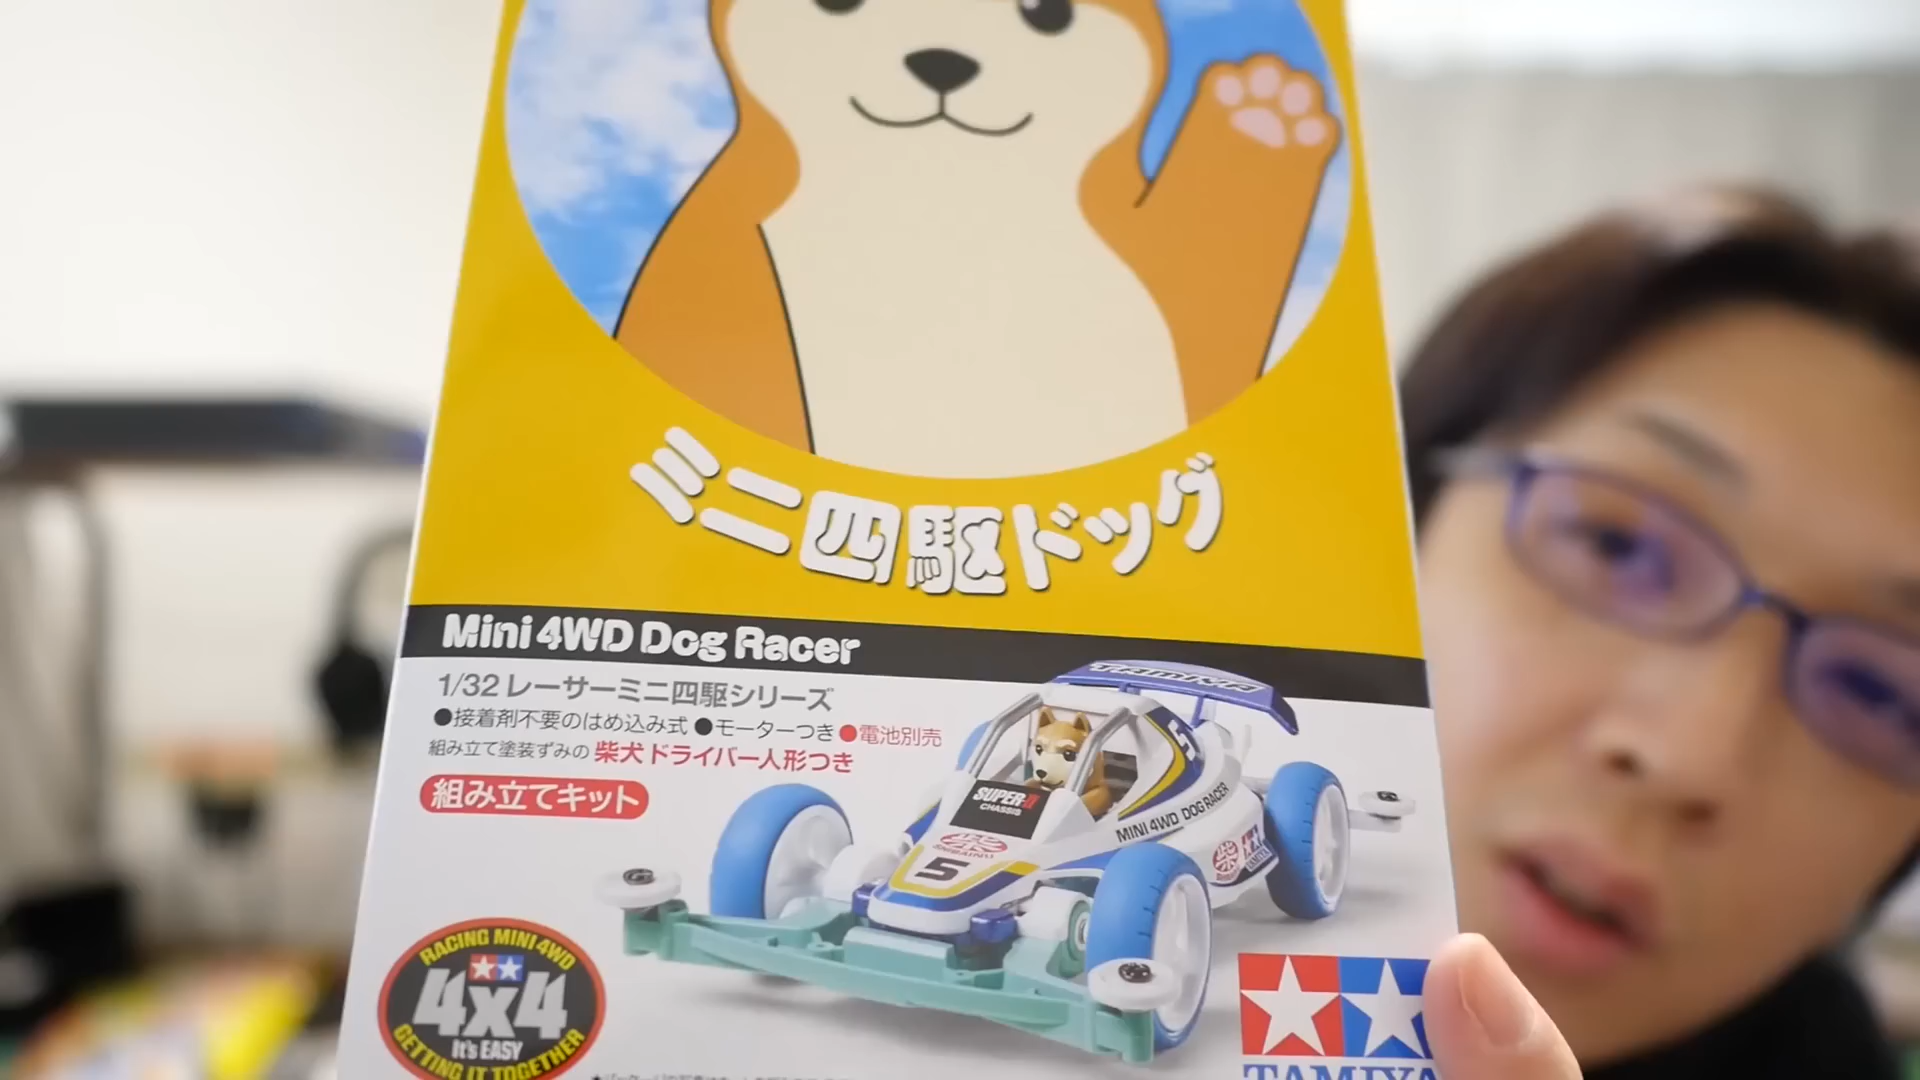 ミニ四駆ドッグ
Mini 4WD Dog Racer
1/32 レーサーミニ四駆シリーズ
●接着剤不要のはめ込み式 ●モーターつき ●電池別売
組み立て塗装ずみの 柴犬ドライバー人形つき
組み立てキット
TAMIYA
SUPER-II
CHASSIS
柴
SHIBAINU
5
MINI 4WD DOG RACER
柴
TAMIYA
RACING MINI 4WD
4x4
It's EASY
GETTING IT TOGETHER
TAMIYA